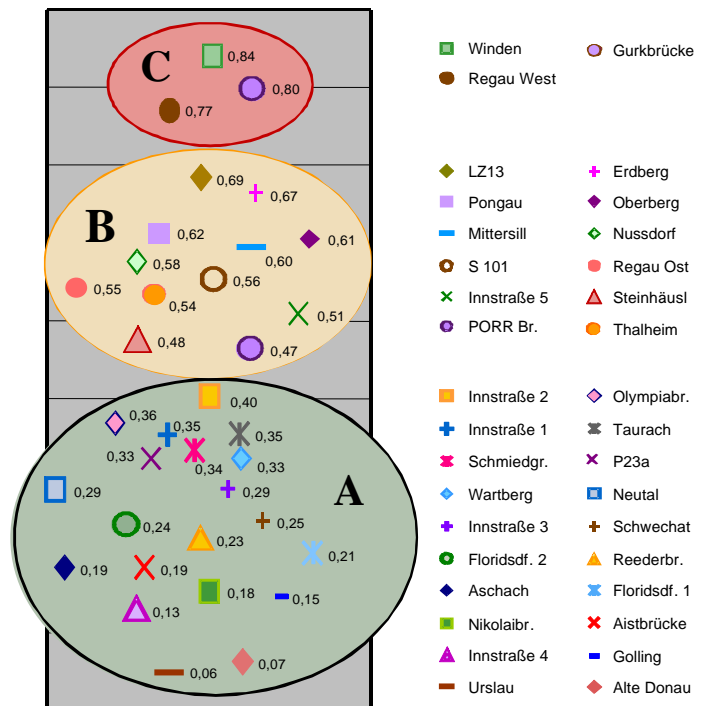 C
0,84
0,80
0,77
0,69
0,67
B
0,62
0,61
0,60
0,58
0,56
0,55
0,54
0,51
0,48
0,47
0,40
0,36
0,35
0,35
0,33
0,34
0,33
A
0,29
0,29
0,24
0,25
0,23
0,21
0,19
0,19
0,18
0,15
0,13
0,07
0,06
Winden Gurkbrücke
Regau West
LZ13 Erdberg
Pongau Oberberg
Mittersill Nussdorf
S 101 Regau Ost
Innstraße 5 Steinhäusl
PORR Br. Thalheim
Innstraße 2 Olympiabr.
Innstraße 1 Taurach
Schmiedgr. P23a
Wartberg Neutal
Innstraße 3 Schwechat
Floridsdf. 2 Reederbr.
Aschach Floridsdf. 1
Nikolaibr. Aistbrücke
Innstraße 4 Golling
Urslau Alte Donau